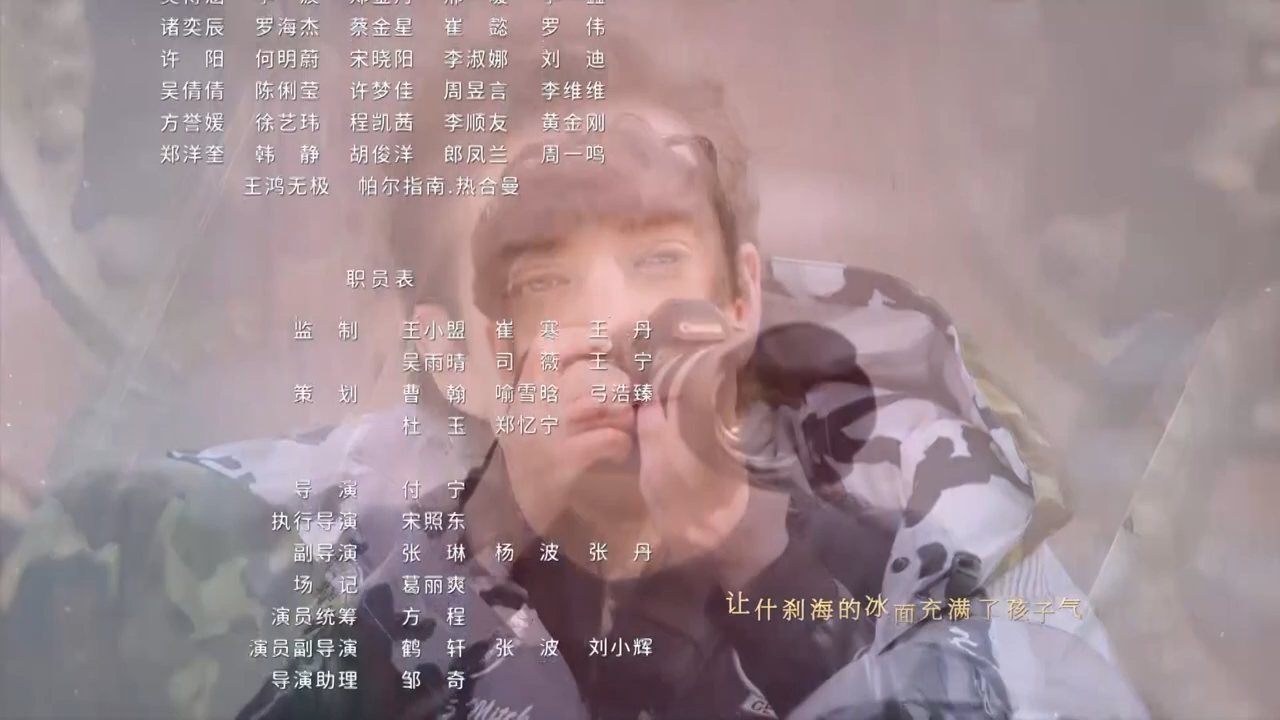 诸奕辰 罗海杰 蔡金星 崔懿 罗伟
许阳 何明蔚 宋晓阳 李淑娜 刘迪
吴倩倩 陈俐莹 许梦佳 周昱言 李维维
方誉媛 徐艺玮 程凯茜 李顺友 黄金刚
郑洋奎 韩静 胡俊洋 郎凤兰 周一鸣
王鸿无极 帕尔指南.热合曼
职员表
监制 王小盟 崔寒 王丹
吴雨晴 司薇 王宁
策划 曹翰 喻雪晗 弓浩臻
杜玉 郑忆宁
导演 付宁
执行导演 宋照东
副导演 张琳 杨波 张丹
场记 葛丽爽
让什刹海的冰面充满了孩子气
演员统筹 方程
演员副导演 鹤轩 张波 刘小辉
导演助理 邹奇
Mitch